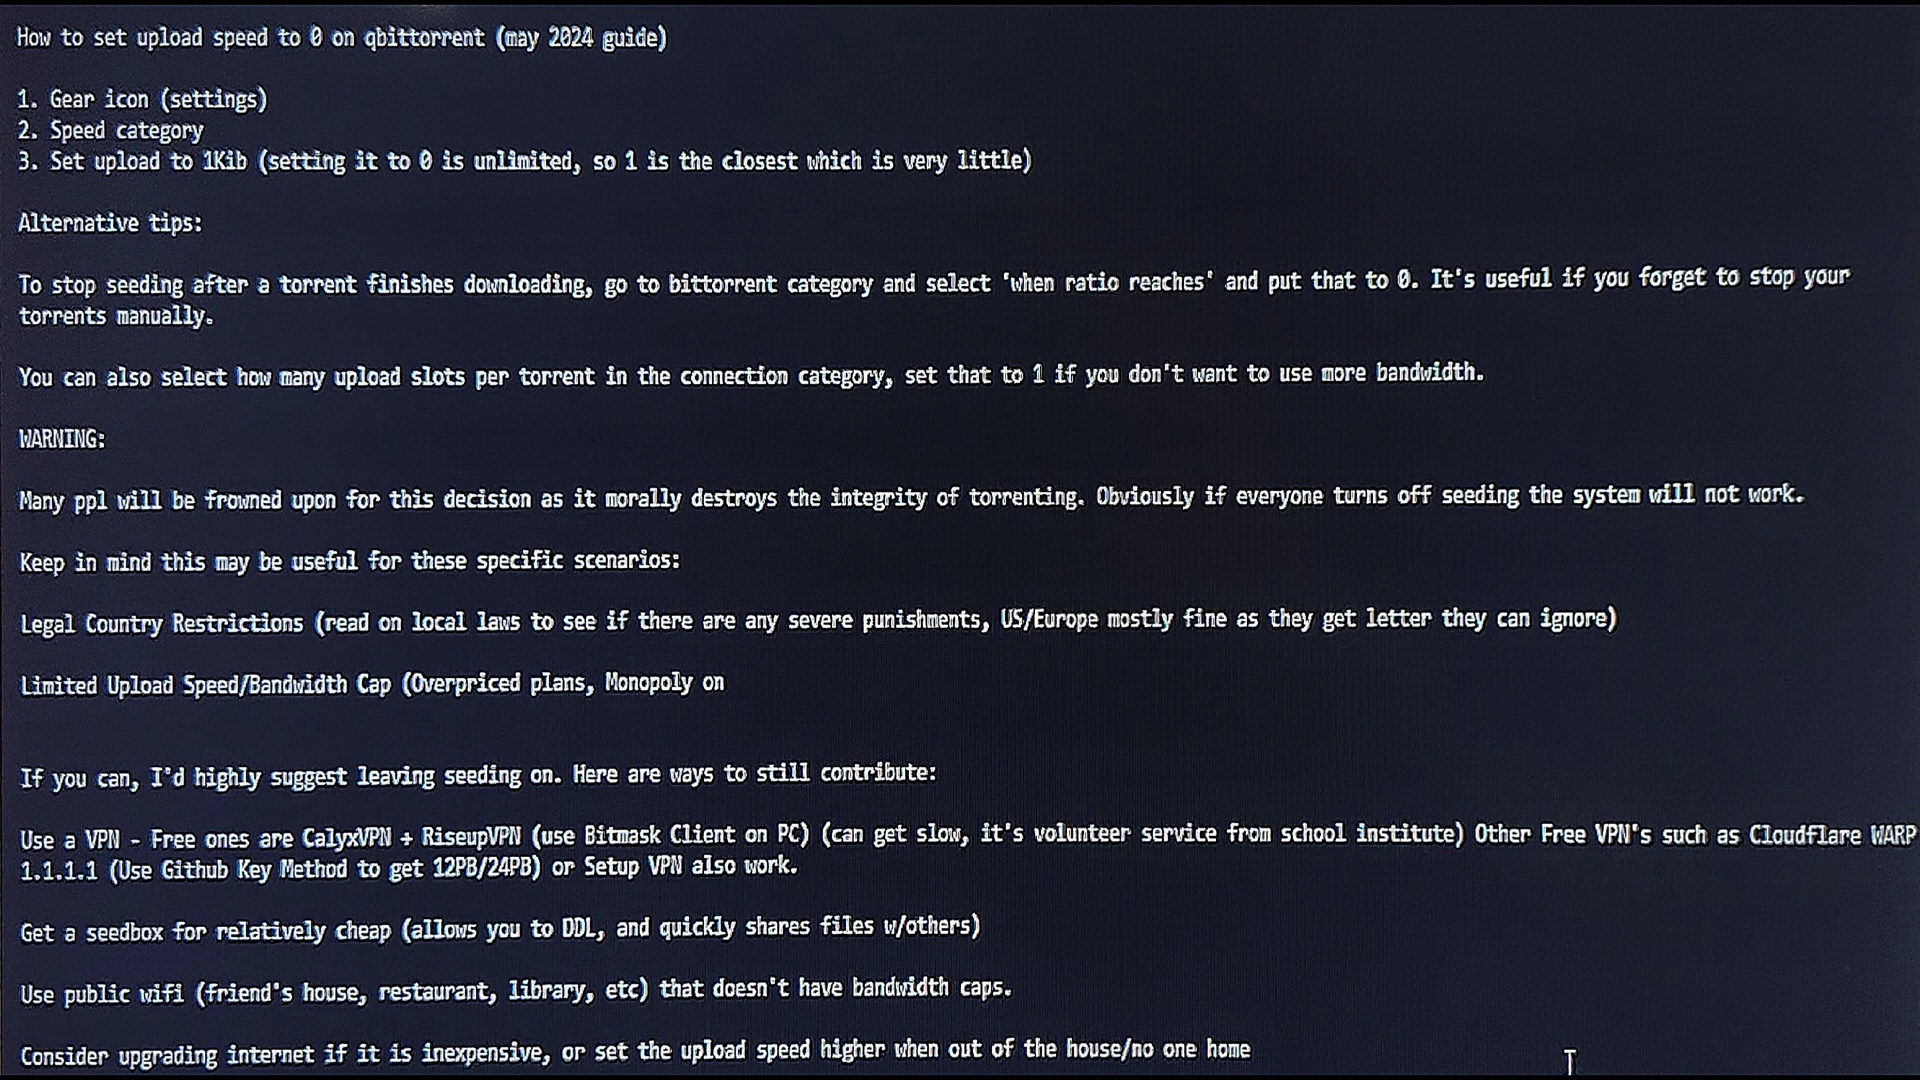 How to set upload speed to 0 on qbittorrent (may 2024 guide)
1. Gear icon (settings)
2. Speed category
3. Set upload to 1Kib (setting it to 0 is unlimited, so 1 is the closest which is very little)
Alternative tips:
To stop seeding after a torrent finishes downloading, go to bittorrent category and select 'when ratio reaches' and put that to 0. It's useful if you forget to stop your
torrents manually.
You can also select how many upload slots per torrent in the connection category, set that to 1 if you don't want to use more bandwidth.
WARNING:
Many ppl will be frowned upon for this decision as it morally destroys the integrity of torrenting. Obviously if everyone turns off seeding the system will not work.
Keep in mind this may be useful for these specific scenarios:
Legal Country Restrictions (read on local laws to see if there are any severe punishments, US/Europe mostly fine as they get letter they can ignore)
Limited Upload Speed/Bandwidth Cap (Overpriced plans, Monopoly on
If you can, I'd highly suggest leaving seeding on. Here are ways to still contribute:
Use a VPN - Free ones are CalyxVPN + RiseupVPN (use Bitmask Client on PC) (can get slow, it's volunteer service from school institute) Other Free VPN's such as Cloudflare WARP
1.1.1.1 (Use Github Key Method to get 12PB/24PB) or Setup VPN also work.
Get a seedbox for relatively cheap (allows you to DDL, and quickly shares files w/others)
Use public wifi (friend's house, restaurant, library, etc) that doesn't have bandwidth caps.
Consider upgrading internet if it is inexpensive, or set the upload speed higher when out of the house/no one home